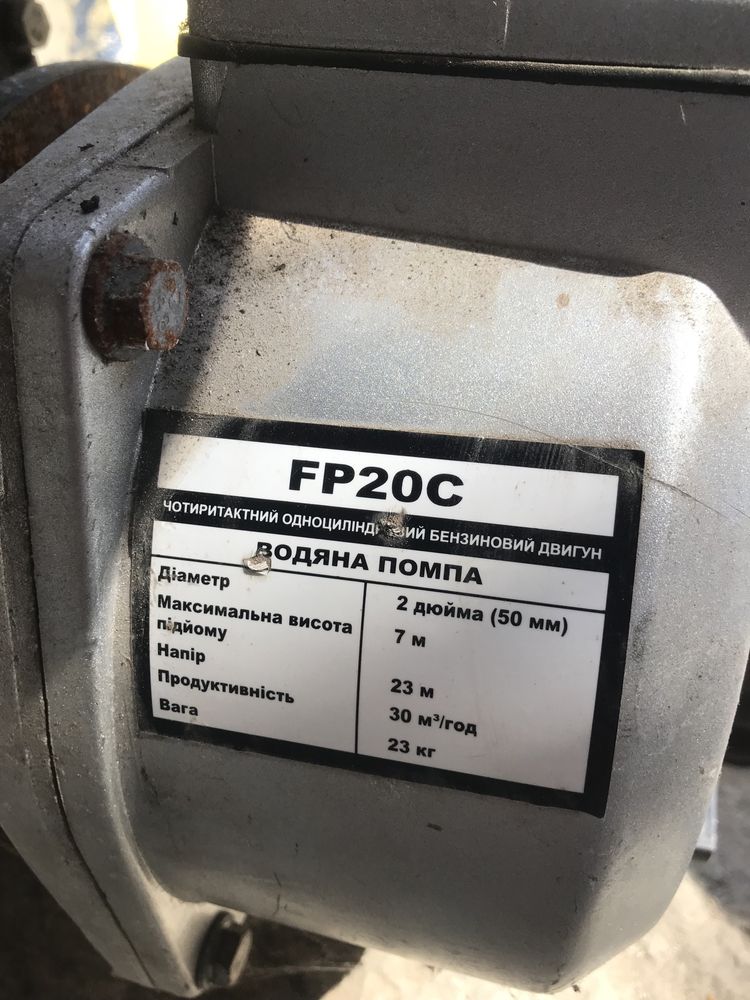 FP20C
ЧОТИРИТАКТНИЙ БЕНЗИНОВИЙ ДВИГУН
ВОДЯНА ПОМПА
Діаметр 2 дюйма (50 мм)
Максимальна висота підйому 7 м
Напір 23 м
Продуктивність 30 м³/год
Вага 23 кг